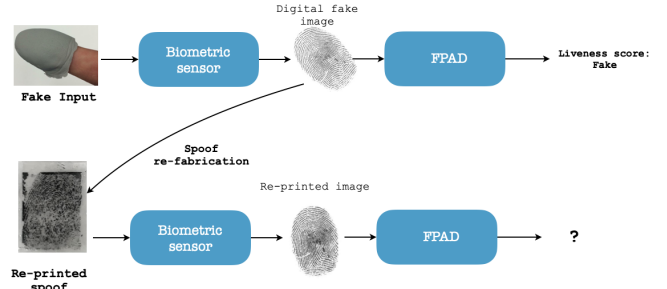 Digital fake
image
Biometric
sensor
FPAD
Liveness score:
Fake
Fake Input
Spoof
re-fabrication
Re-printed image
Biometric
sensor
FPAD
?
Re-printed
spoof